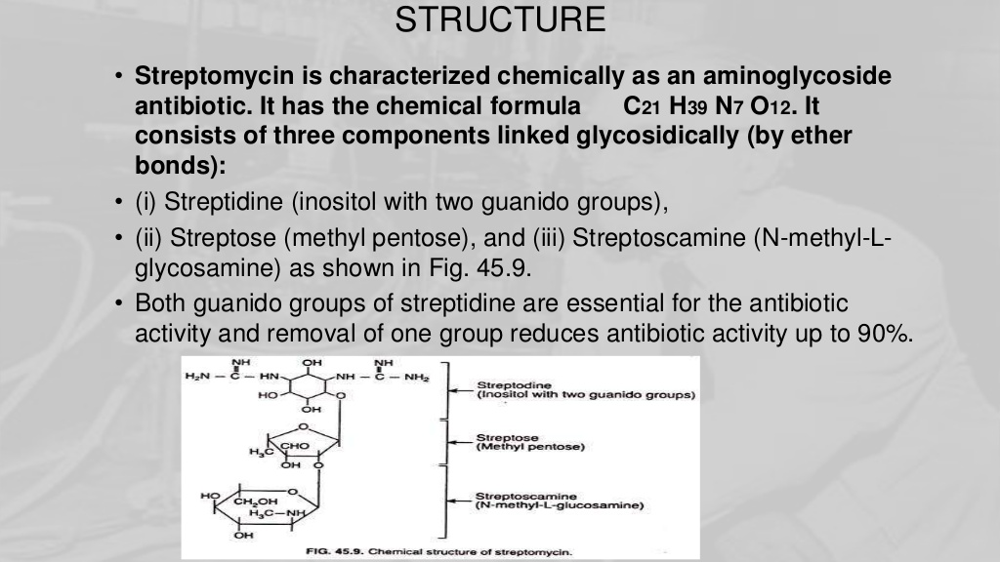 STRUCTURE
• Streptomycin is characterized chemically as an aminoglycoside
antibiotic. It has the chemical formula C21 H39 N7 O12. It
consists of three components linked glycosidically (by ether
bonds):
• (i) Streptidine (inositol with two guanido groups),
• (ii) Streptose (methyl pentose), and (iii) Streptoscamine (N-methyl-L-
glycosamine) as shown in Fig. 45.9.
• Both guanido groups of streptidine are essential for the antibiotic
activity and removal of one group reduces antibiotic activity up to 90%.
NH OH NH
H₂N — C — HN NH — C — NH₂
HO O
OH
Streptodine
(Inositol with two guanido groups)
O
CHO
H₃C
OH O
Streptose
(Methyl pentose)
HO O
CH₂OH
H₃C—NH
OH
Streptoscamine
(N-methyl-L-glucosamine)
FIG. 45.9. Chemical structure of streptomycin.